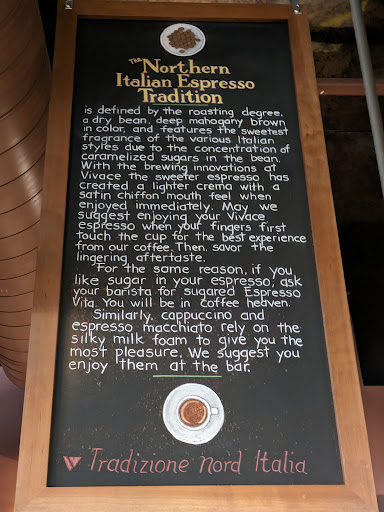 The Northern
Italian Espresso
Tradition
is defined by the roasting degree,
a dry bean, deep mahogany brown
in color, and features the sweetest
fragrance of the various Italian
styles due to the concentration of
caramelized sugars in the bean.
With the brewing innovations at
Vivace the sweeter espresso has
created a lighter crema with a
satin chiffon mouth feel when
enjoyed immediately. May we
suggest enjoying your Vivace
espresso when your fingers first
touch the cup for the best experience
from our coffee. Then savor the
lingering aftertaste.
For the same reason, if you
like sugar in your espresso, ask
your barista for sugared Espresso
Vita. You will be in coffee heaven.
Similarly, cappuccino and
espresso macchiato rely on the
silky milk foam to give you the
most pleasure. We suggest you
enjoy them at the bar.
Tradizione Nord Italia